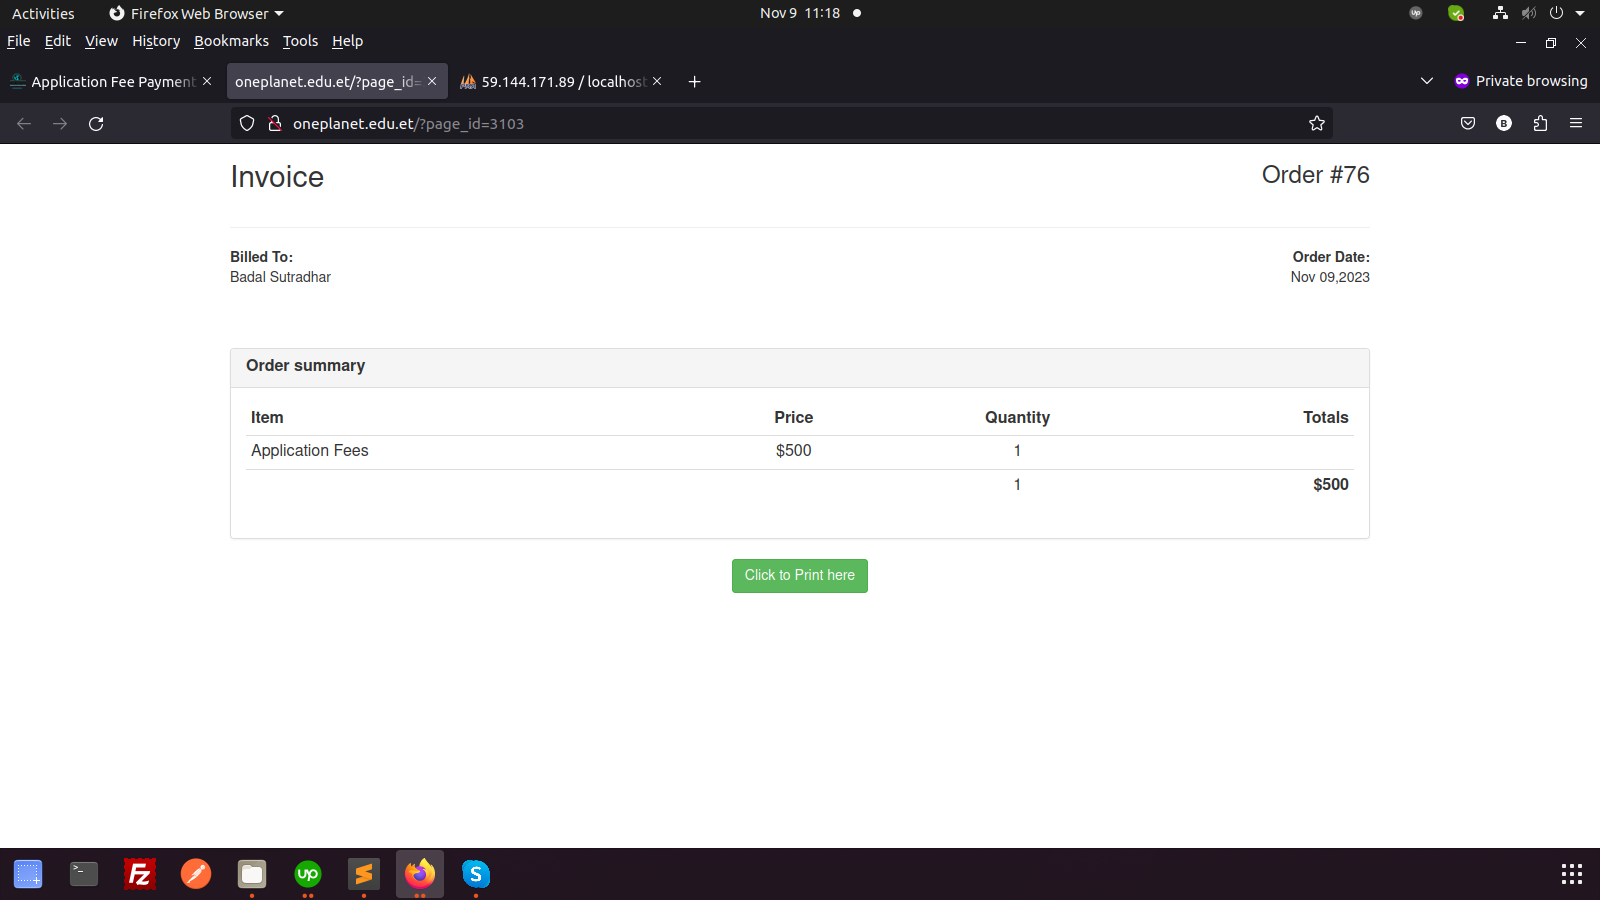 Activities Firefox Web Browser Nov 9 11:18
File Edit View History Bookmarks Tools Help
Application Fee Payment oneplanet.edu.et/?page_id= 59.144.171.89 / localhost Private browsing
oneplanet.edu.et/?page_id=3103 B
Invoice Order #76
Billed To: Order Date:
Badal Sutradhar Nov 09,2023
Order summary
Item Price Quantity Totals
Application Fees $500 1
1 $500
Click to Print here
>_ Fz up S S